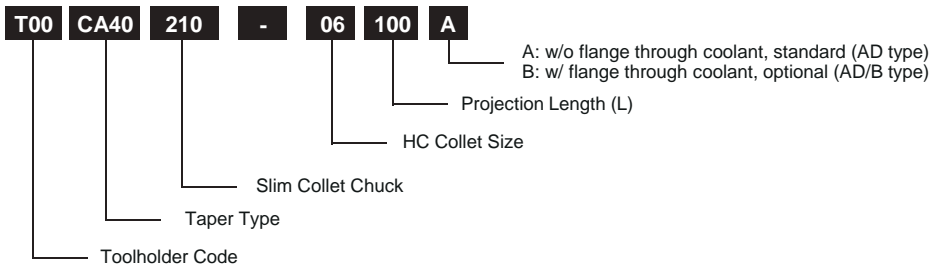 T00 CA40 210 - 06 100 A
A: w/o flange through coolant, standard (AD type)
B: w/ flange through coolant, optional (AD/B type)
Projection Length (L)
HC Collet Size
Slim Collet Chuck
Taper Type
Toolholder Code